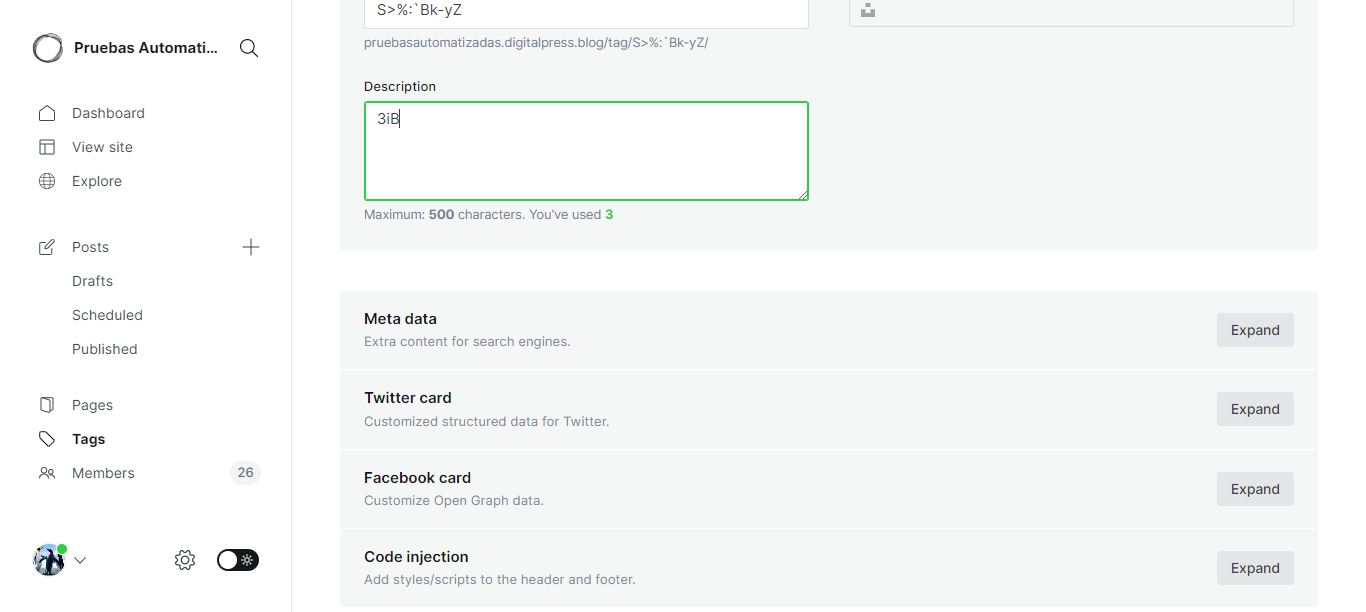 Pruebas Automati...
Dashboard
View site
Explore
Posts
Drafts
Scheduled
Published
Pages
Tags
Members 26
S>%:`Bk-yZ
pruebasautomatizadas.digitalpress.blog/tag/S>%:`Bk-yZ/
Description
3iB
Maximum: 500 characters. You’ve used 3
Meta data
Extra content for search engines.
Expand
Twitter card
Customized structured data for Twitter.
Expand
Facebook card
Customize Open Graph data.
Expand
Code injection
Add styles/scripts to the header and footer.
Expand